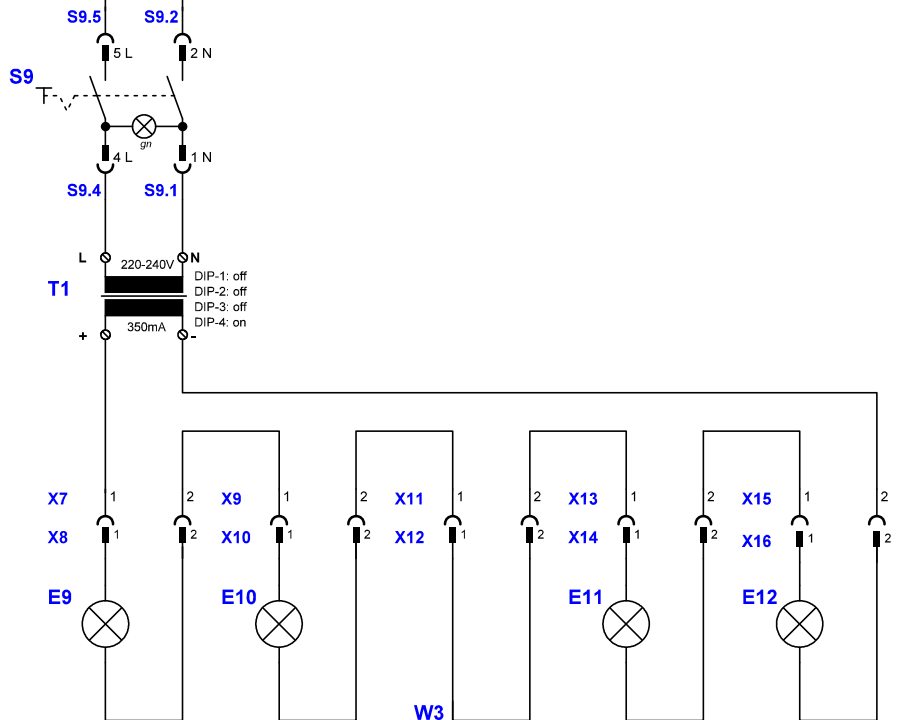 S9.5 S9.2
5 L 2 N
S9
gn
4 L 1 N
S9.4 S9.1
L N
220-240V
DIP-1: off
T1
DIP-2: off
DIP-3: off
DIP-4: on
350mA
+ -
X7 1 2 X9 1 2 X11 1 2 X13 1 2 X15 1 2
X8 1 2 X10 1 2 X12 1 2 X14 1 2 X16 1 2
E9 E10 E11 E12
W3